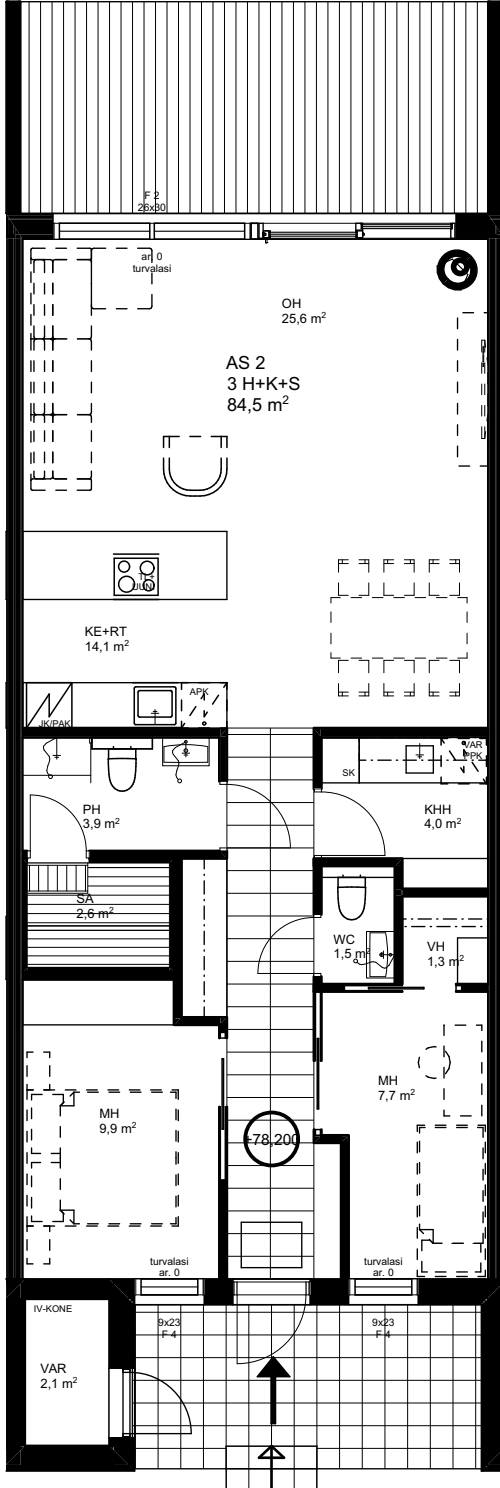 F 2
26x30
ar. 0
turvalasi
OH
25,6 m²
AS 2
3 H+K+S
84,5 m²
KE+RT
14,1 m²
JK/PAK
APK
VAR
PPK
SK
PH
3,9 m²
KHH
4,0 m²
SA
2,6 m²
WC
1,5 m²
VH
1,3 m²
MH
7,7 m²
MH
9,9 m²
+78,200
turvalasi
ar. 0
turvalasi
ar. 0
IV-KONE
9x23
F 4
9x23
F 4
VAR
2,1 m²